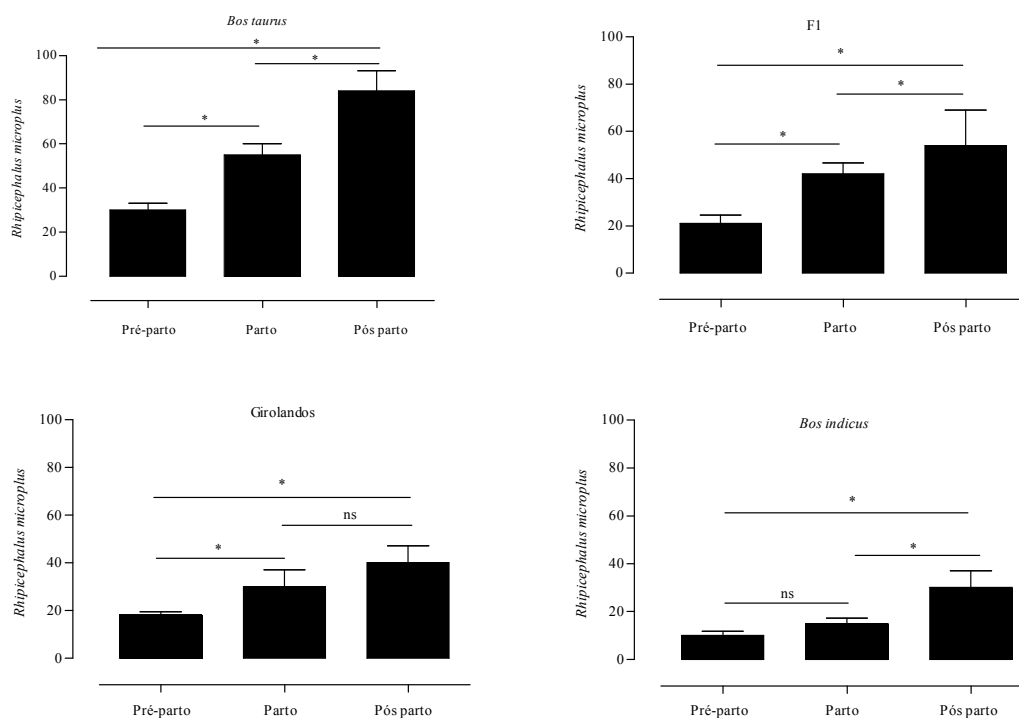 Bos taurus
*
*
*
100
80
60
40
20
0
Rhipicephalus microplus
Pré-parto
Parto
Pós parto
F1
100
80
60
40
20
0
*
*
*
Rhipicephalus microplus
Pré-parto
Parto
Pós parto
Girolandos
100
80
60
40
20
0
*
ns
*
Rhipicephalus microplus
Pré-parto
Parto
Pós parto
Bos indicus
100
80
60
40
20
0
*
*
ns
Rhipicephalus microplus
Pré-parto
Parto
Pós parto